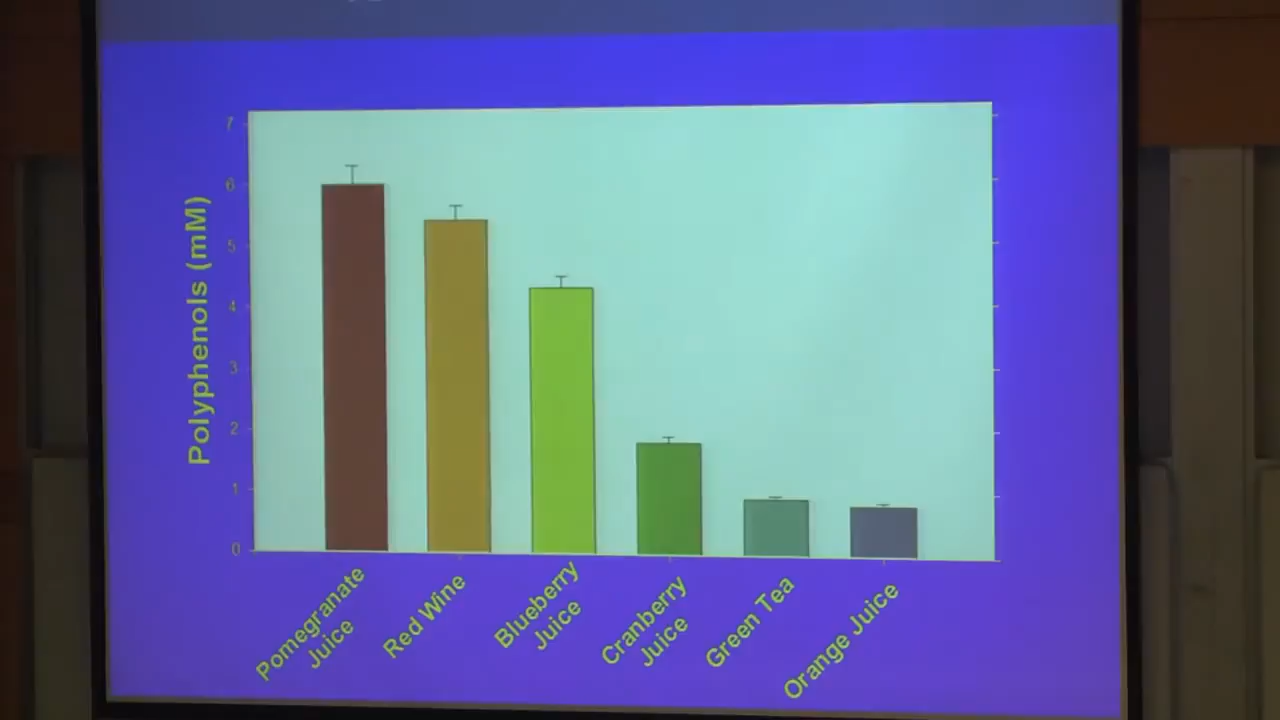 7
6
5
4
3
2
1
0
Polyphenols (mM)
Pomegranate
Juice
Red Wine
Blueberry
Juice
Cranberry
Juice
Green Tea
Orange Juice